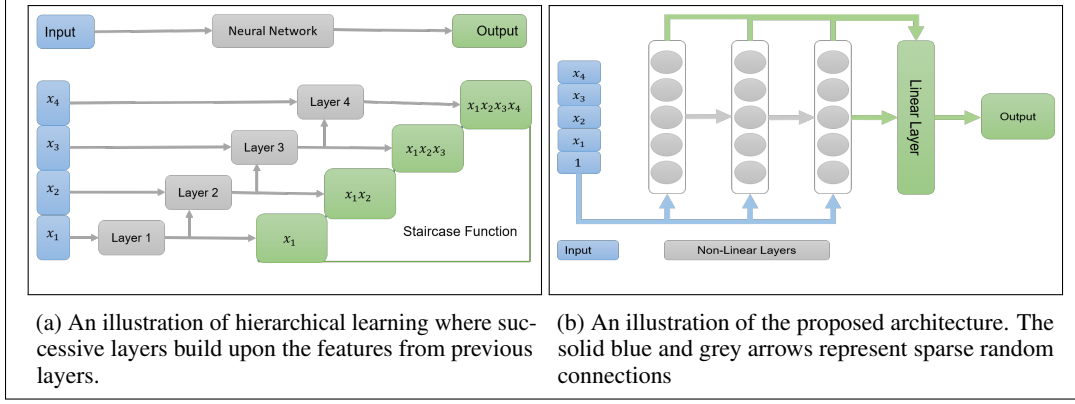 Input
Neural Network
Output
x₄
Layer 4
x₁x₂x₃x₄
x₃
Layer 3
x₁x₂x₃
x₂
Layer 2
x₁x₂
x₁
Layer 1
x₁
Staircase Function
(a) An illustration of hierarchical learning where suc-
cessive layers build upon the features from previous
layers.
x₄
x₃
x₂
x₁
1
Linear Layer
Output
Input
Non-Linear Layers
(b) An illustration of the proposed architecture. The
solid blue and grey arrows represent sparse random
connections